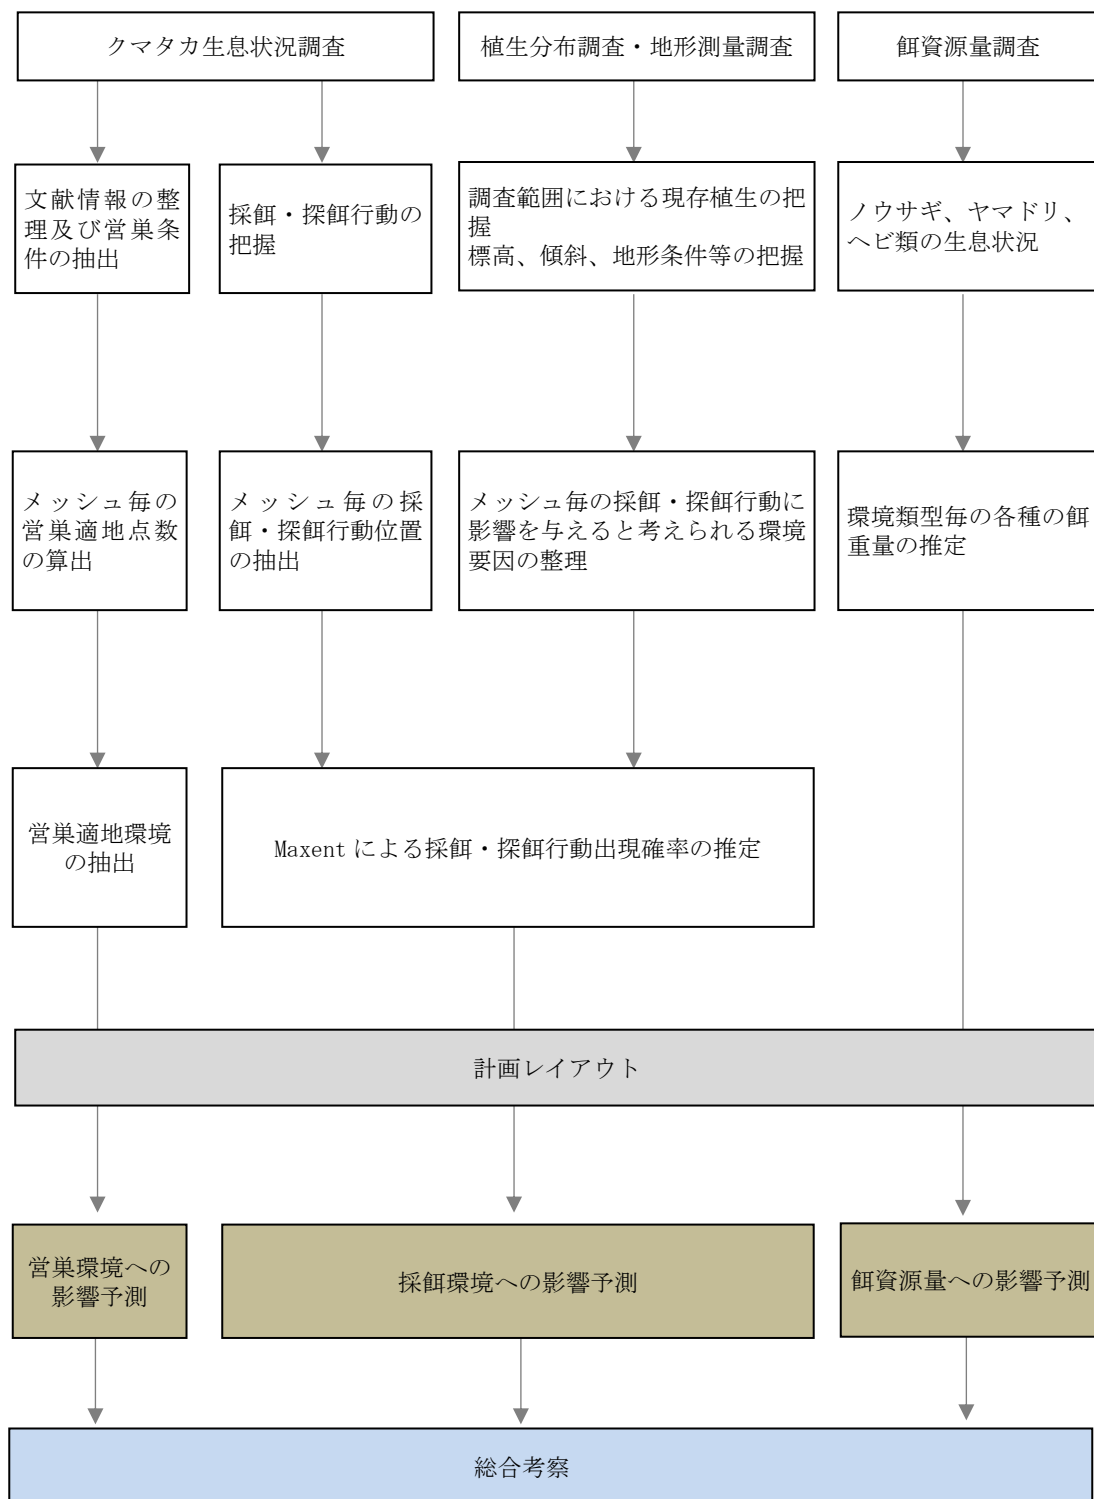 クマタカ生息状況調査
植生分布調査・地形測量調査
餌資源量調査
文献情報の整
理及び営巣条
件の抽出
採餌・探餌行動の
把握
調査範囲における現存植生の把
握
標高、傾斜、地形条件等の把握
ノウサギ、ヤマドリ、
ヘビ類の生息状況
メッシュ毎の
営巣適地点数
の算出
メッシュ毎の採
餌・探餌行動位置
の抽出
メッシュ毎の採餌・探餌行動に
影響を与えると考えられる環境
要因の整理
環境類型毎の各種の餌
重量の推定
営巣適地環境
の抽出
Maxent による採餌・探餌行動出現確率の推定
計画レイアウト
営巣環境への
影響予測
採餌環境への影響予測
餌資源量への影響予測
総合考察